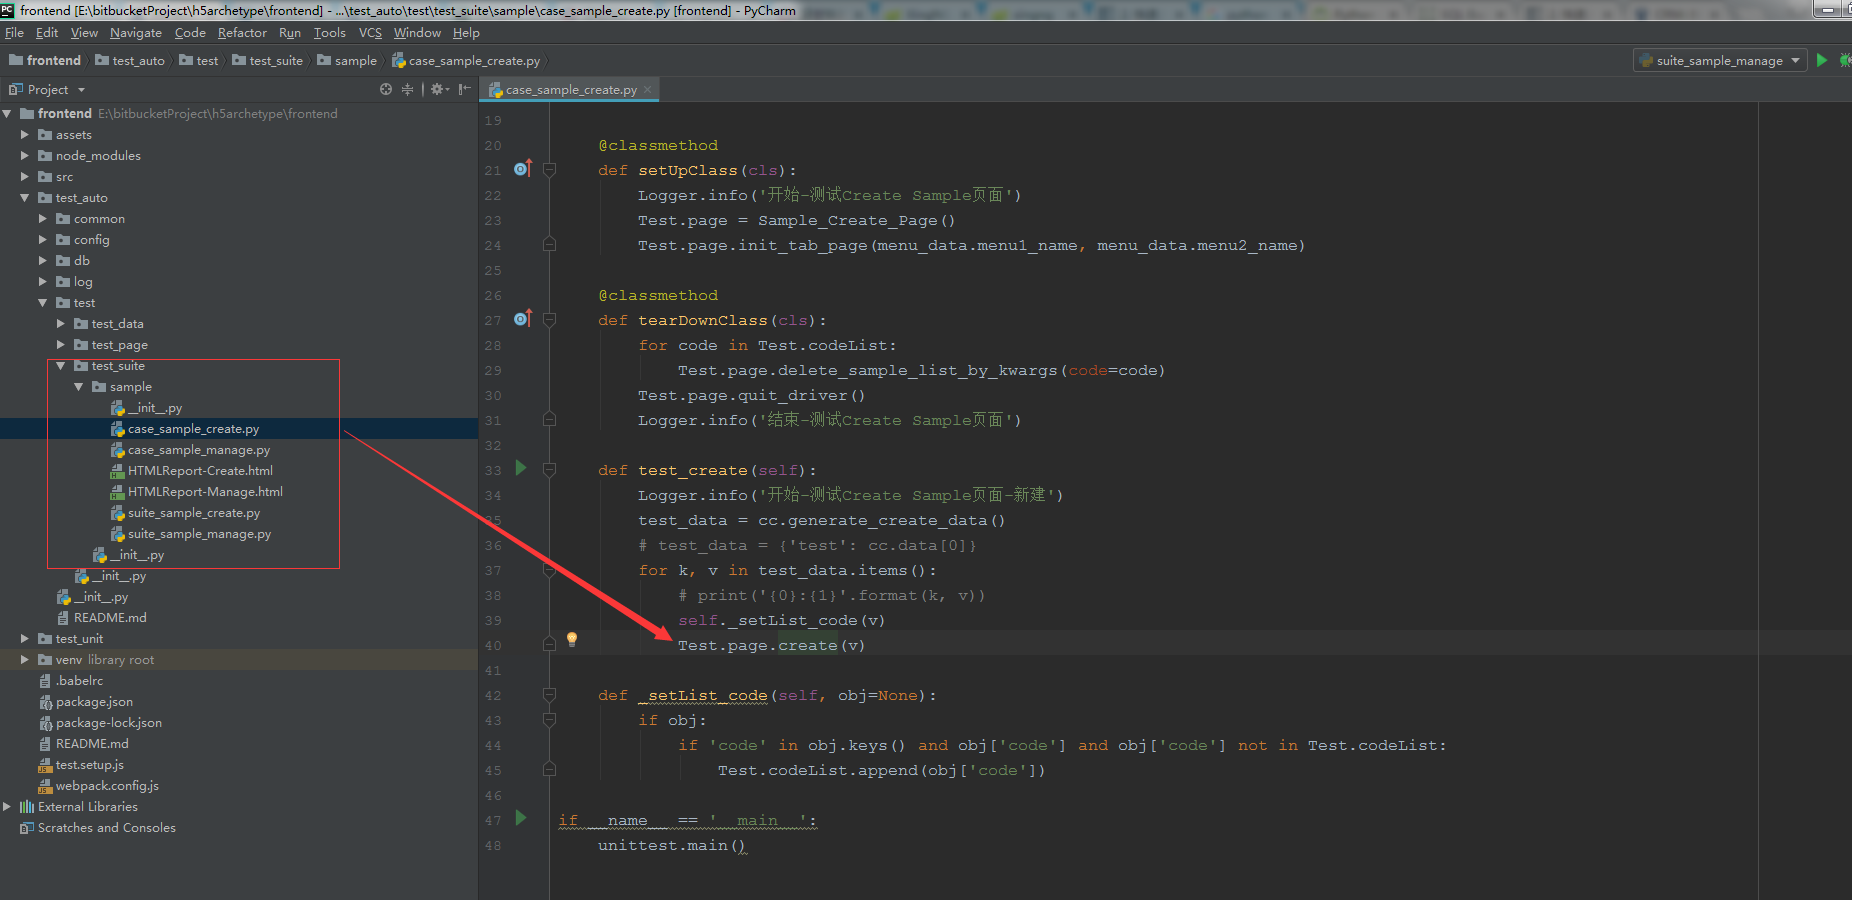 frontend [E:\bitbucketProject\h5archetype\frontend] - ...\test_auto\test\test_suite\sample\case_sample_create.py [frontend] - PyCharm
File Edit View Navigate Code Refactor Run Tools VCS Window Help
frontend test_auto test test_suite sample case_sample_create.py suite_sample_manage
Project
case_sample_create.py
frontend E:\bitbucketProject\h5archetype\frontend
assets
node_modules
src
test_auto
common
config
db
log
test
test_data
test_page
test_suite
sample
__init__.py
case_sample_create.py
case_sample_manage.py
HTMLReport-Create.html
HTMLReport-Manage.html
suite_sample_create.py
suite_sample_manage.py
__init__.py
__init__.py
__init__.py
README.md
test_unit
venv library root
.babelrc
package.json
package-lock.json
README.md
test.setup.js
webpack.config.js
External Libraries
Scratches and Consoles
19
20 @classmethod
21 def setUpClass(cls):
22 Logger.info('开始-测试Create Sample页面')
23 Test.page = Sample_Create_Page()
24 Test.page.init_tab_page(menu_data.menu1_name, menu_data.menu2_name)
25
26 @classmethod
27 def tearDownClass(cls):
28 for code in Test.codeList:
29 Test.page.delete_sample_list_by_kwargs(code=code)
30 Test.page.quit_driver()
31 Logger.info('结束-测试Create Sample页面')
32
33 def test_create(self):
34 Logger.info('开始-测试Create Sample页面-新建')
35 test_data = cc.generate_create_data()
36 # test_data = {'test': cc.data[0]}
37 for k, v in test_data.items():
38 # print('{0}:{1}'.format(k, v))
39 self._setList_code(v)
40 Test.page.create(v)
41
42 def _setList_code(self, obj=None):
43 if obj:
44 if 'code' in obj.keys() and obj['code'] and obj['code'] not in Test.codeList:
45 Test.codeList.append(obj['code'])
46
47 if __name__ == '__main__':
48 unittest.main()